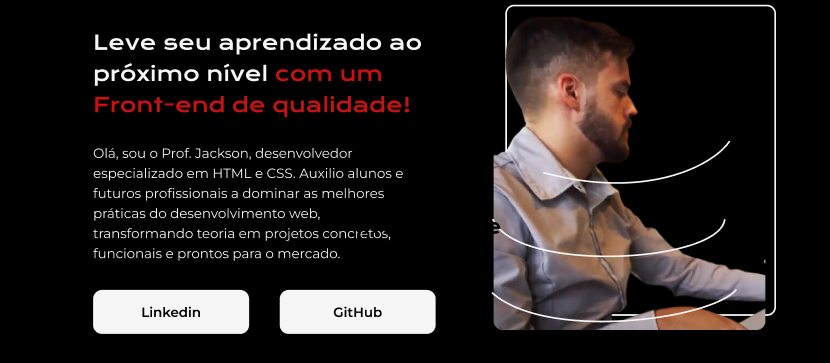 Leve seu aprendizado ao
próximo nível com um
Front-end de qualidade!
Olá, sou o Prof. Jackson, desenvolvedor
especializado em HTML e CSS. Auxilio alunos e
futuros profissionais a dominar as melhores
práticas do desenvolvimento web,
transformando teoria em projetos concretos,
funcionais e prontos para o mercado.
Linkedin
GitHub